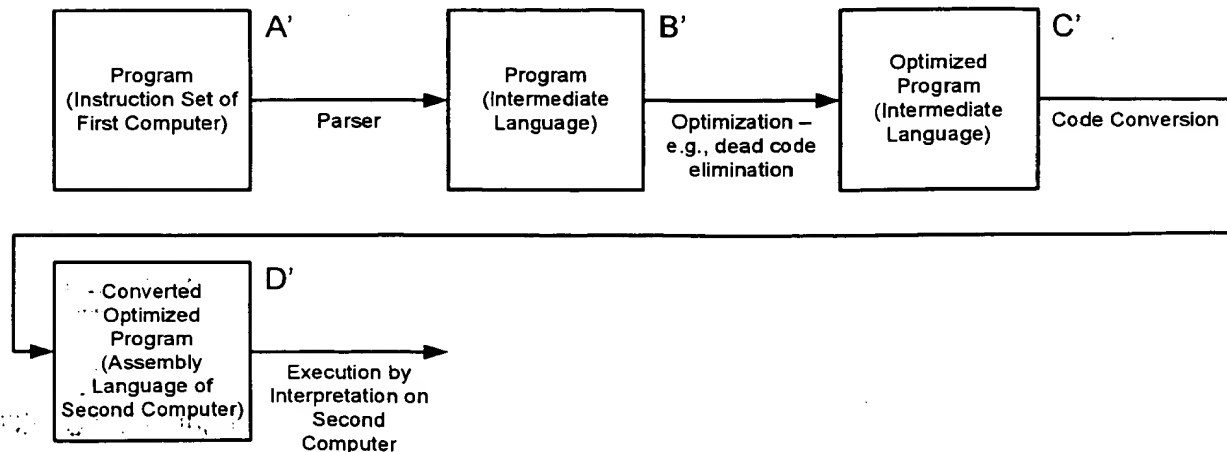 A'
Program
(Instruction Set of
First Computer)
Parser
B'
Program
(Intermediate
Language)
Optimization –
e.g., dead code
elimination
C'
Optimized
Program
(Intermediate
Language)
Code Conversion
D'
Converted
Optimized
Program
(Assembly
Language of
Second Computer)
Execution by
Interpretation on
Second
Computer